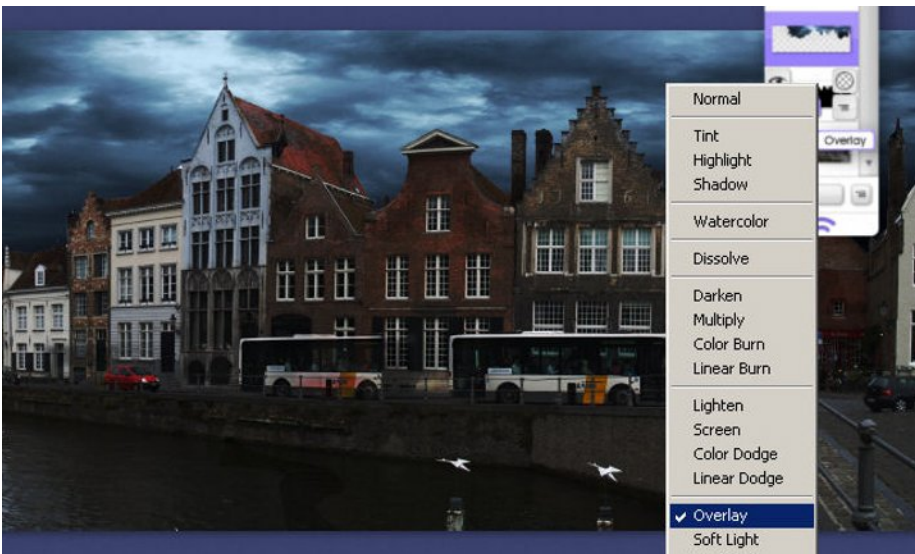 Normal
Tint
Highlight
Shadow
Watercolor
Dissolve
Darken
Multiply
Color Burn
Linear Burn
Lighten
Screen
Color Dodge
Linear Dodge
Overlay
Soft Light
Overlay